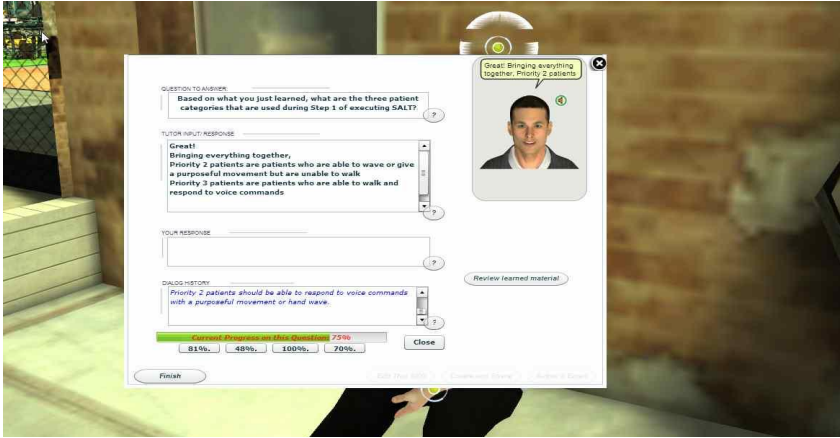 Great! Bringing everything
together, Priority 2 patients
QUESTION TO ANSWER
Based on what you just learned, what are the three patient
categories that are used during Step 1 of executing SALT?
?
TUTOR INPUT/ RESPONSE
Great!
Bringing everything together,
Priority 2 patients are patients who are able to wave or give
a purposeful movement but are unable to walk
Priority 3 patients are patients who are able to walk and
respond to voice commands
?
YOUR RESPONSE
?
Review learned material
DIALOG HISTORY
Priority 2 patients should be able to respond to voice commands
with a purposeful movement or hand wave.
?
Current Progress on this Question: 75%
81%. 48%. 100%. 70%.
Close
Finish